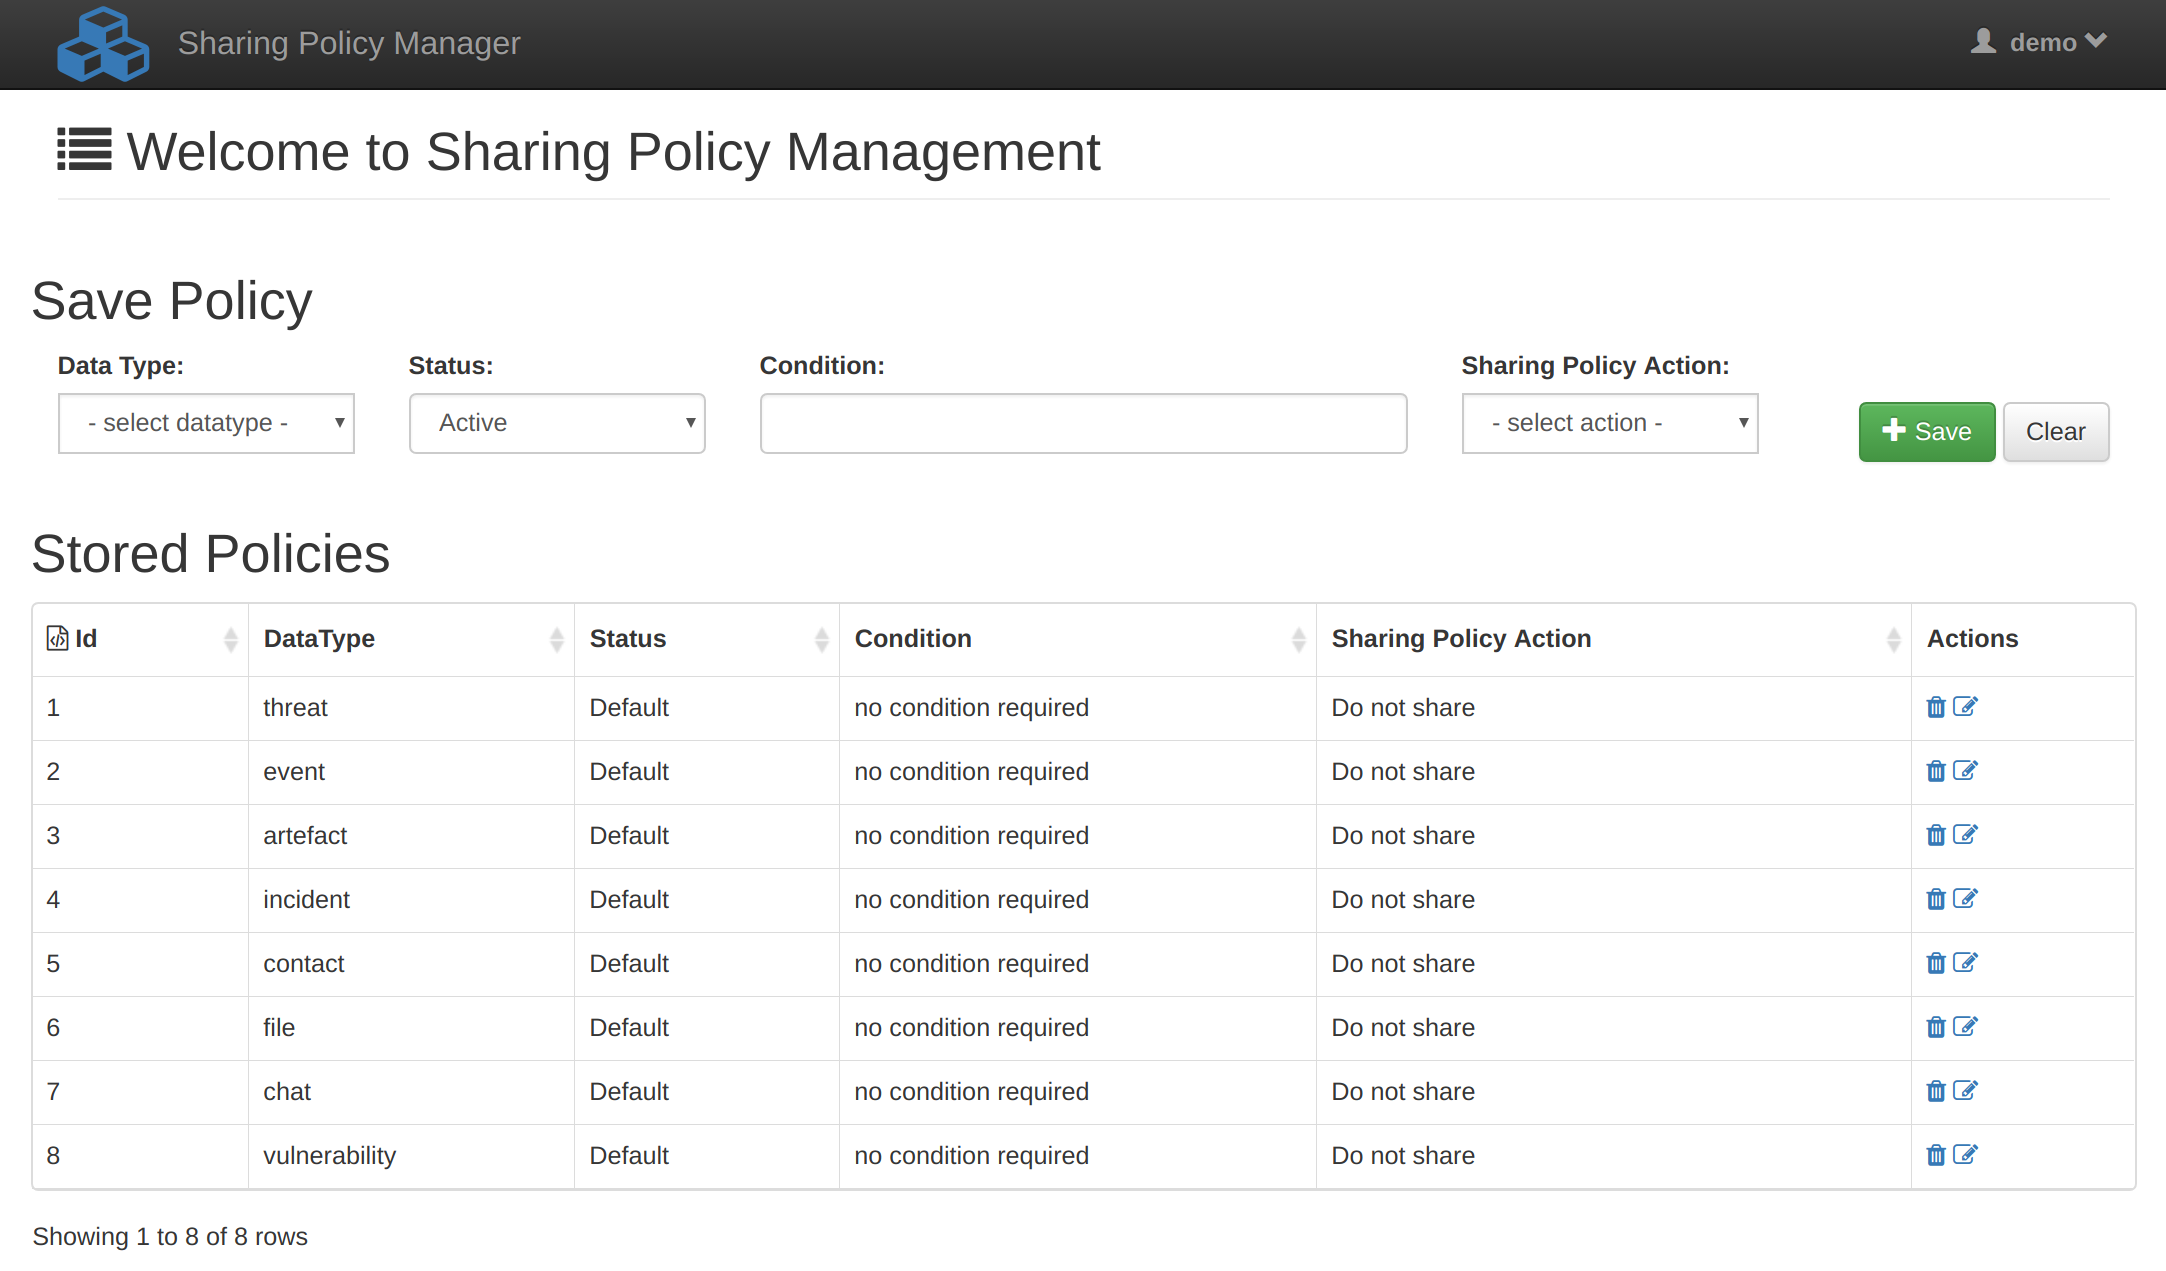 Sharing Policy Manager
demo
Welcome to Sharing Policy Management
Save Policy
Data Type: Status: Condition: Sharing Policy Action:
- select datatype - Active - select action - Save Clear
Stored Policies
Id DataType Status Condition Sharing Policy Action Actions
1 threat Default no condition required Do not share
2 event Default no condition required Do not share
3 artefact Default no condition required Do not share
4 incident Default no condition required Do not share
5 contact Default no condition required Do not share
6 file Default no condition required Do not share
7 chat Default no condition required Do not share
8 vulnerability Default no condition required Do not share
Showing 1 to 8 of 8 rows